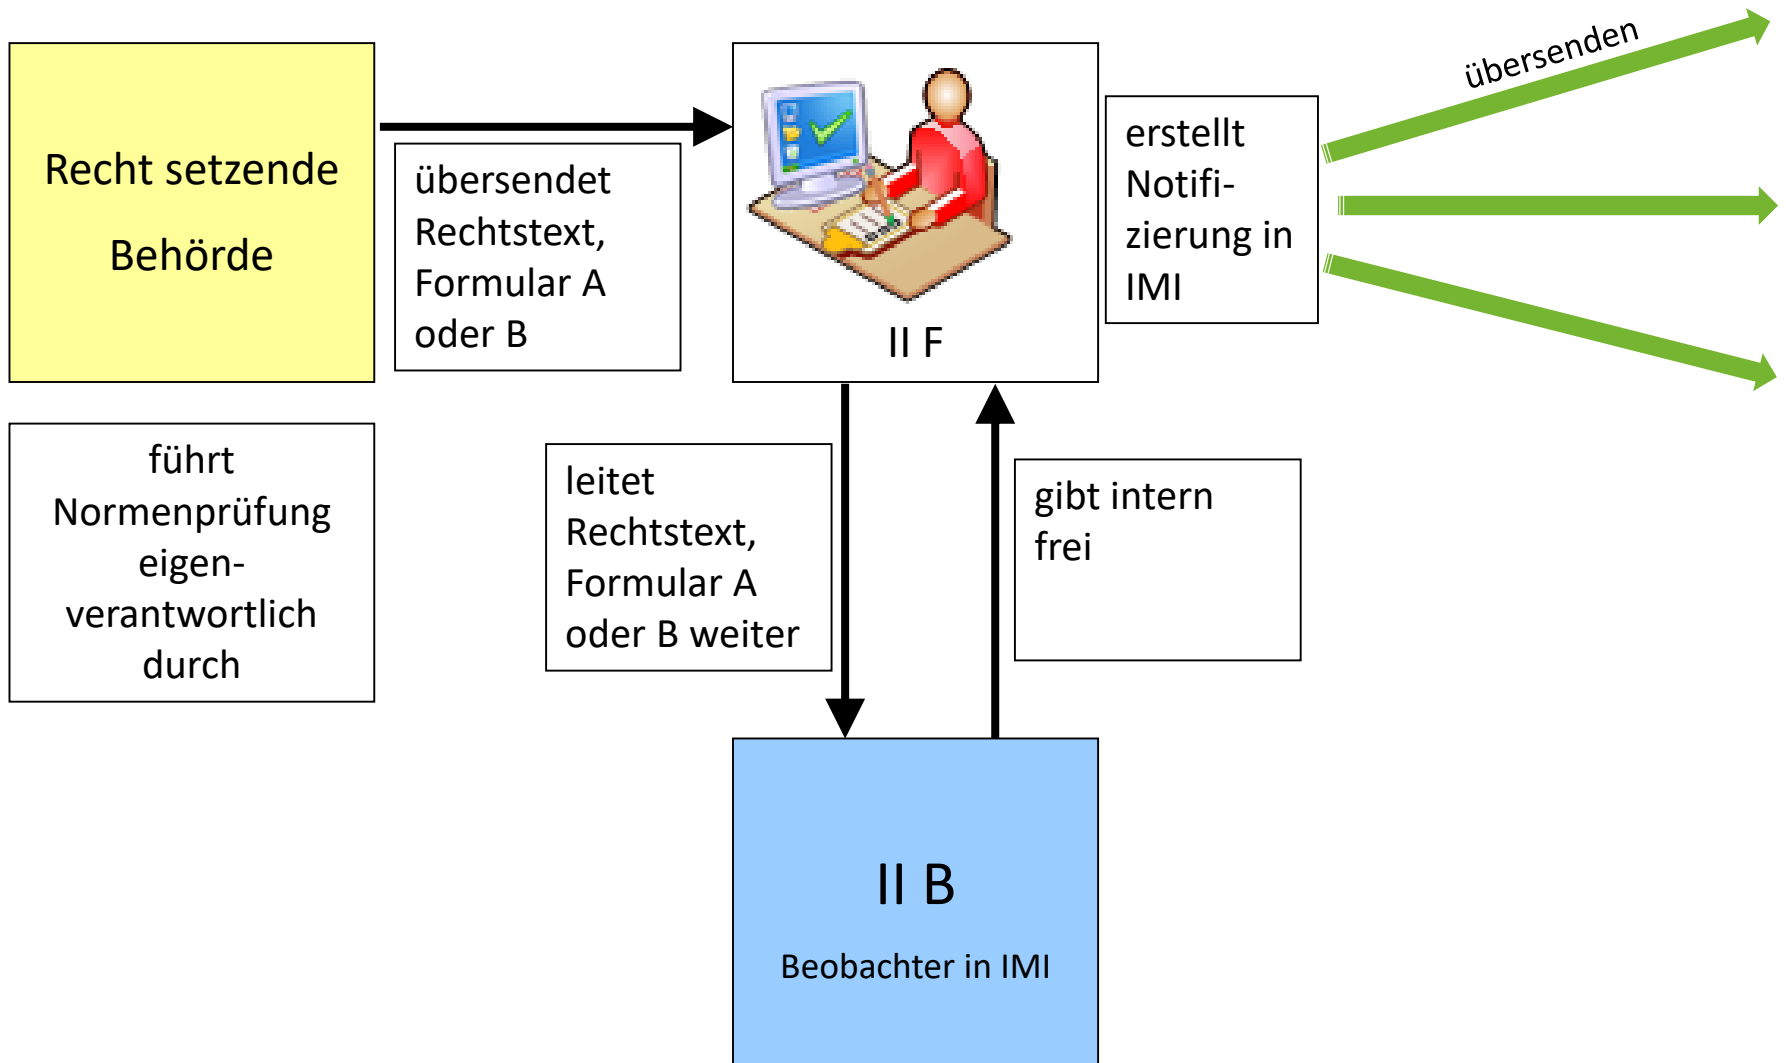 Recht setzende
Behörde
übersendet
Rechtstext,
Formular A
oder B
II F
erstellt
Notifi-
zierung in
IMI
übersenden
führt
Normenprüfung
eigen-
verantwortlich
durch
leitet
Rechtstext,
Formular A
oder B weiter
gibt intern
frei
II B
Beobachter in IMI